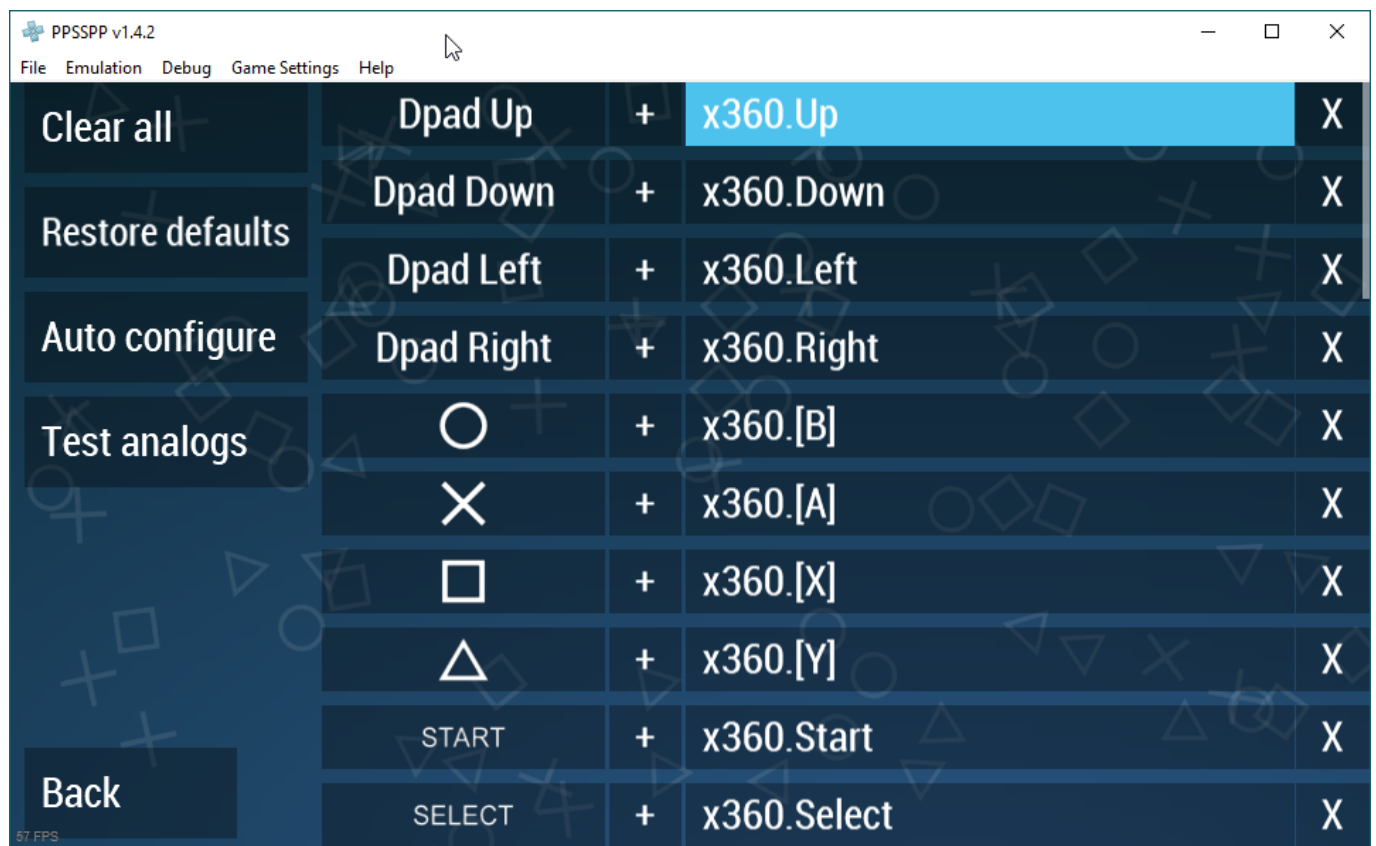 PPSSPP v1.4.2
File Emulation Debug Game Settings Help
Clear all
Restore defaults
Auto configure
Test analogs
Back
57 FPS
Dpad Up + x360.Up X
Dpad Down + x360.Down X
Dpad Left + x360.Left X
Dpad Right + x360.Right X
+ x360.[B] X
+ x360.[A] X
+ x360.[X] X
+ x360.[Y] X
START + x360.Start X
SELECT + x360.Select X